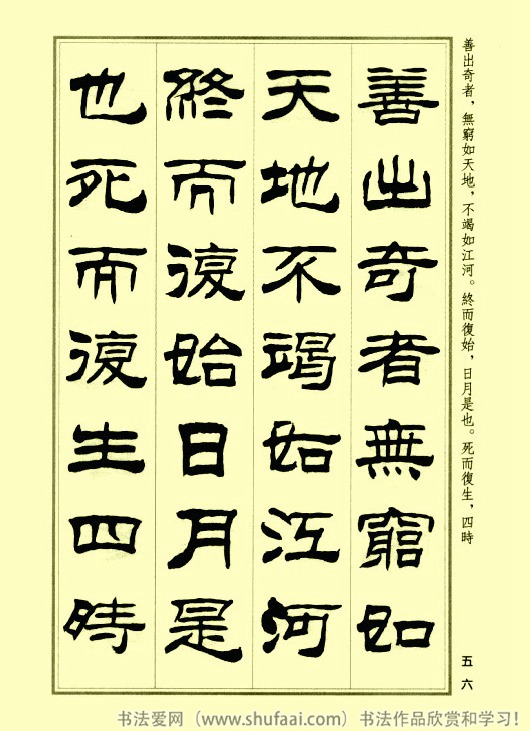 善出奇者，無窮如天地，不竭如江河。終而復始，日月是也。死而復生，四時
善出奇者無窮如
天地不竭如江河
終而復始日月是
也死而復生四時
五六
书法爱网（www.shufaai.com）书法作品欣赏和学习！